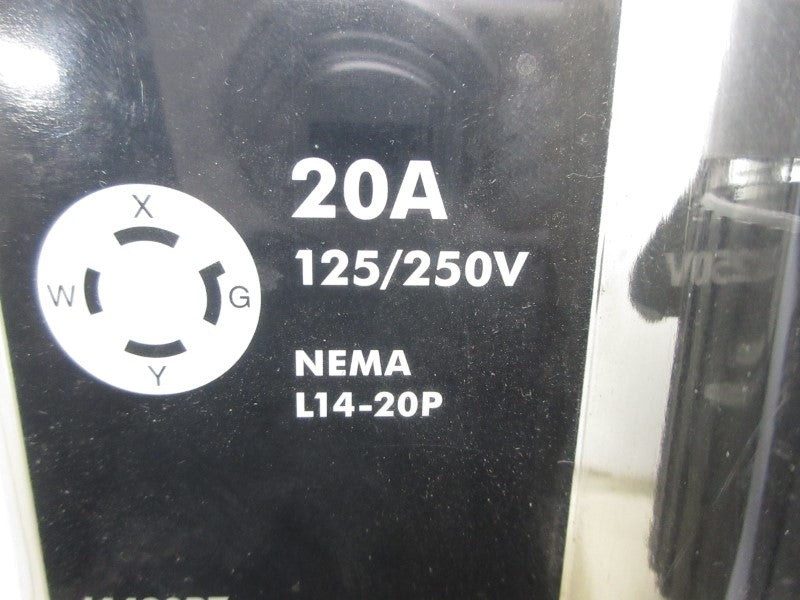 20A
125/250V
NEMA
L14-20P
X
W G
Y